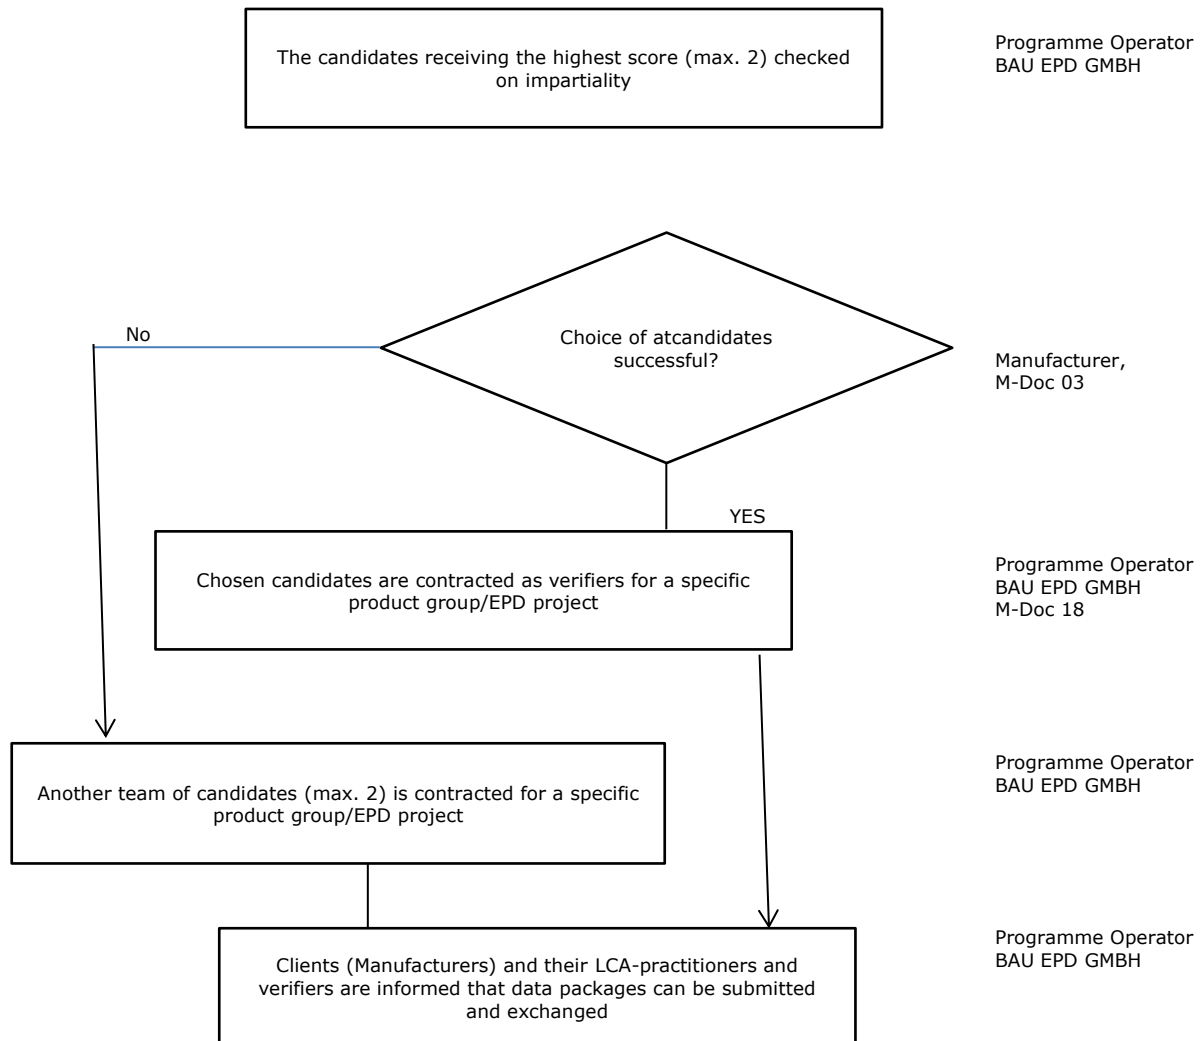 The candidates receiving the highest score (max. 2) checked
on impartiality
Programme Operator
BAU EPD GMBH
No
Choice of atcandidates
successful?
Manufacturer,
M-Doc 03
YES
Chosen candidates are contracted as verifiers for a specific
product group/EPD project
Programme Operator
BAU EPD GMBH
M-Doc 18
Another team of candidates (max. 2) is contracted for a specific
product group/EPD project
Programme Operator
BAU EPD GMBH
Clients (Manufacturers) and their LCA-practitioners and
verifiers are informed that data packages can be submitted
and exchanged
Programme Operator
BAU EPD GMBH